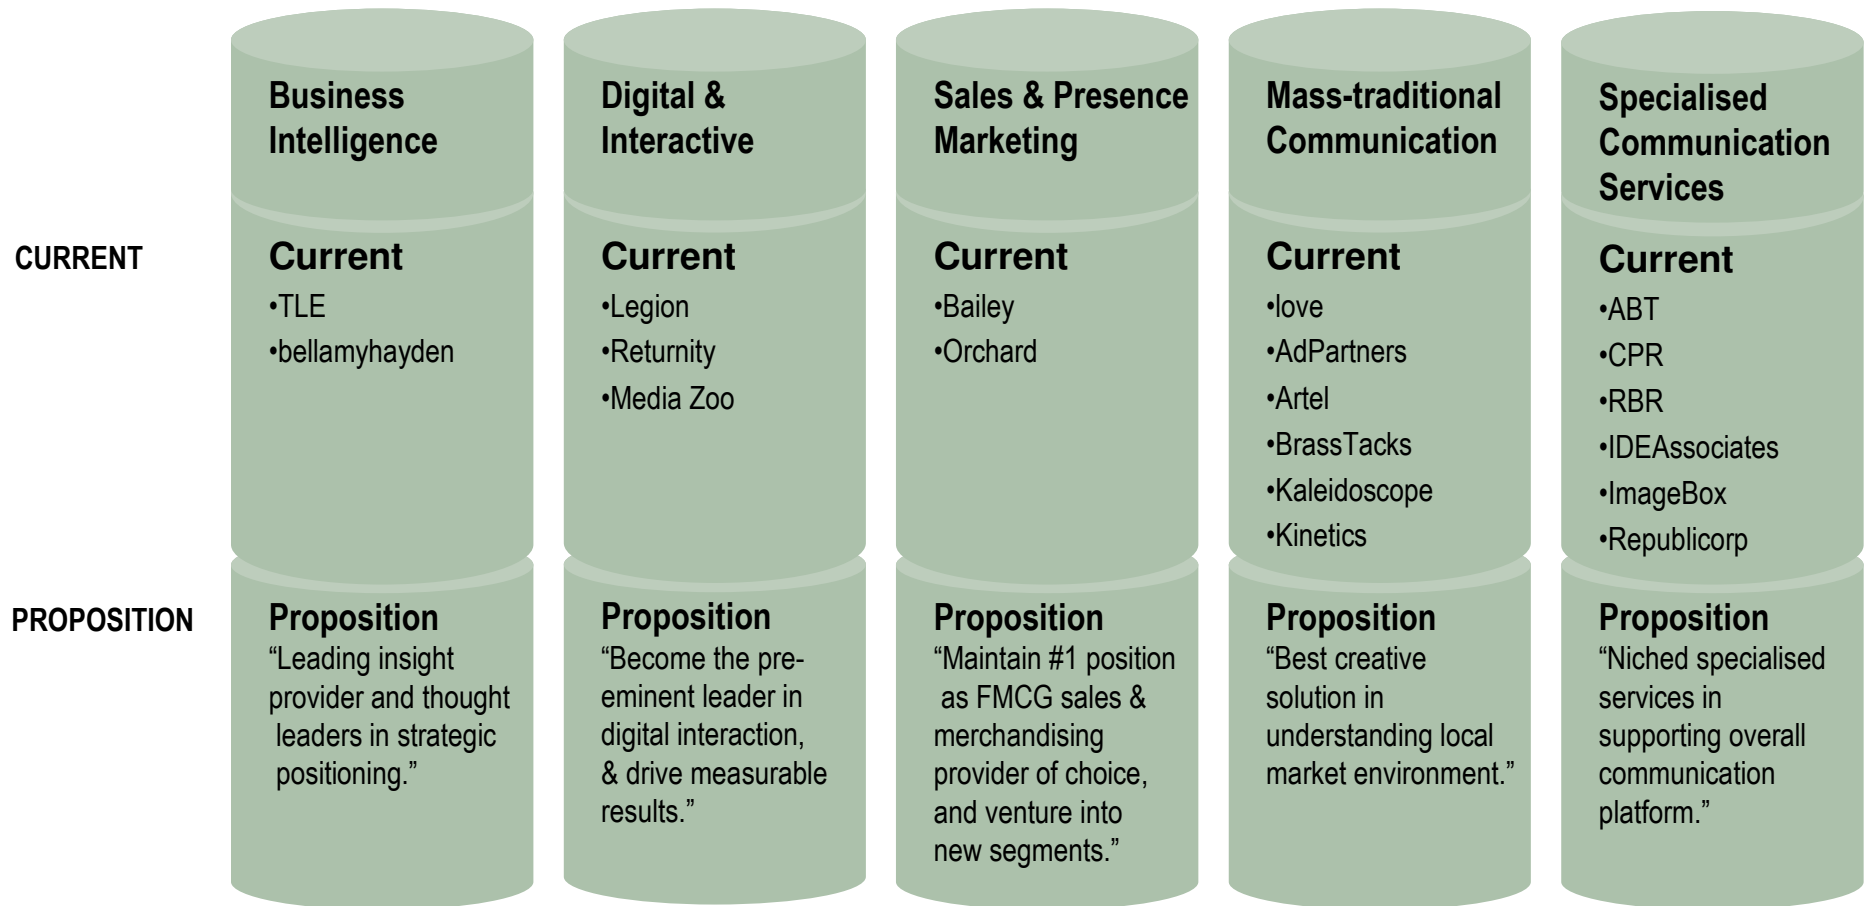 Business
Intelligence
Digital &
Interactive
Sales & Presence
Marketing
Mass-traditional
Communication
Specialised
Communication
Services
CURRENT
Current
•TLE
•bellamyhayden
Current
•Legion
•Returnity
•Media Zoo
Current
•Bailey
•Orchard
Current
•love
•AdPartners
•Artel
•BrassTacks
•Kaleidoscope
•Kinetics
Current
•ABT
•CPR
•RBR
•IDEAssociates
•ImageBox
•Republicorp
PROPOSITION
Proposition
“Leading insight
provider and thought
leaders in strategic
positioning.”
Proposition
“Become the pre-
eminent leader in
digital interaction,
& drive measurable
results.”
Proposition
“Maintain #1 position
as FMCG sales &
merchandising
provider of choice,
and venture into
new segments.”
Proposition
“Best creative
solution in
understanding local
market environment.”
Proposition
“Niched specialised
services in
supporting overall
communication
platform.”